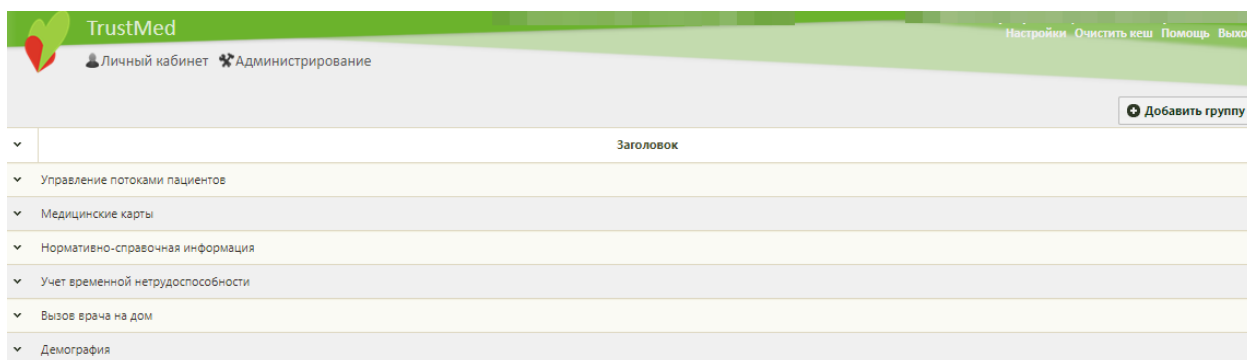 TrustMed
Настройки Очистить кеш Помощь Выхо
Личный кабинет Администрирование
Добавить группу
Заголовок
Управление потоками пациентов
Медицинские карты
Нормативно-справочная информация
Учет временной нетрудоспособности
Вызов врача на дом
Демография